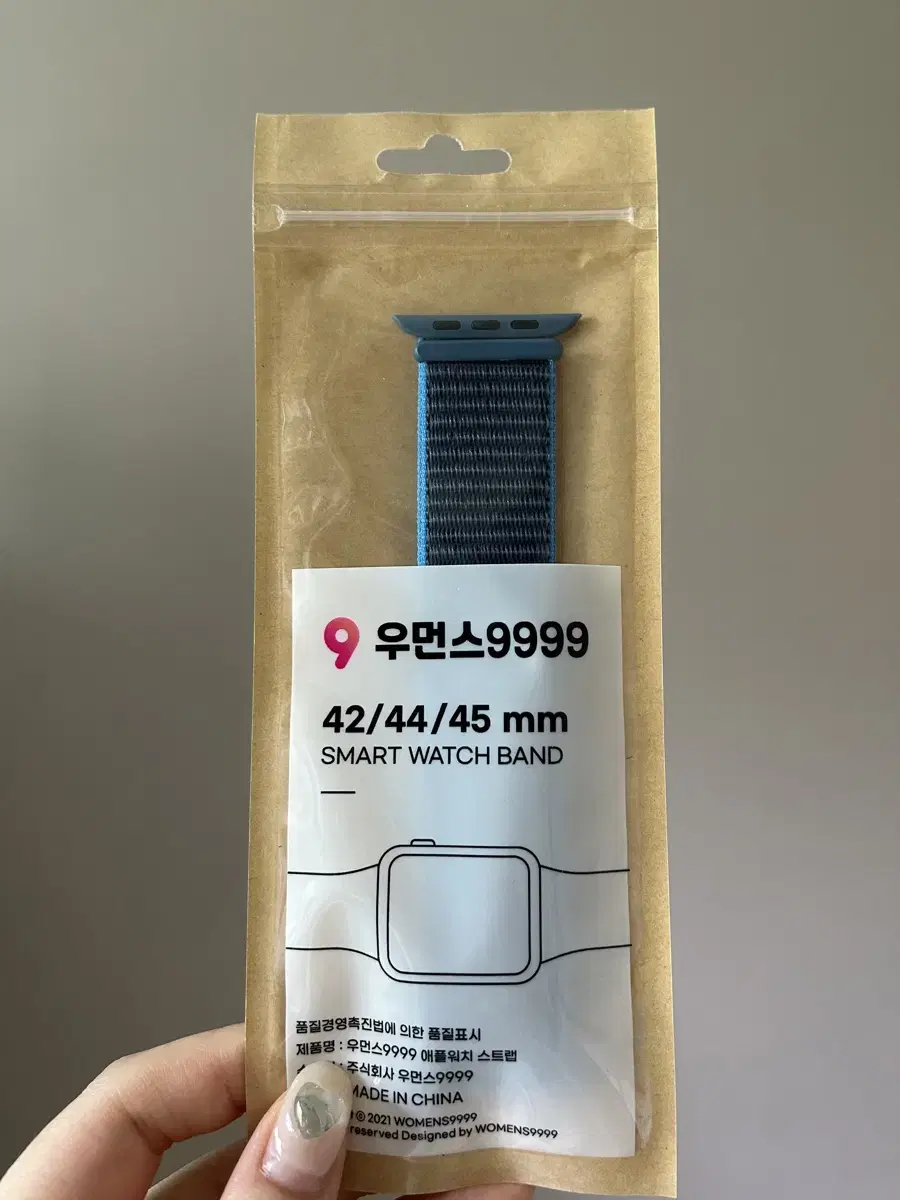 9 우먼스9999
42/44/45 mm
SMART WATCH BAND
품질경영촉진법에 의한 품질표시
제품명 : 우먼스9999 애플워치 스트랩
: 주식회사 우먼스9999
MADE IN CHINA
ⓒ 2021 WOMENS9999
reserved Designed by WOMENS9999